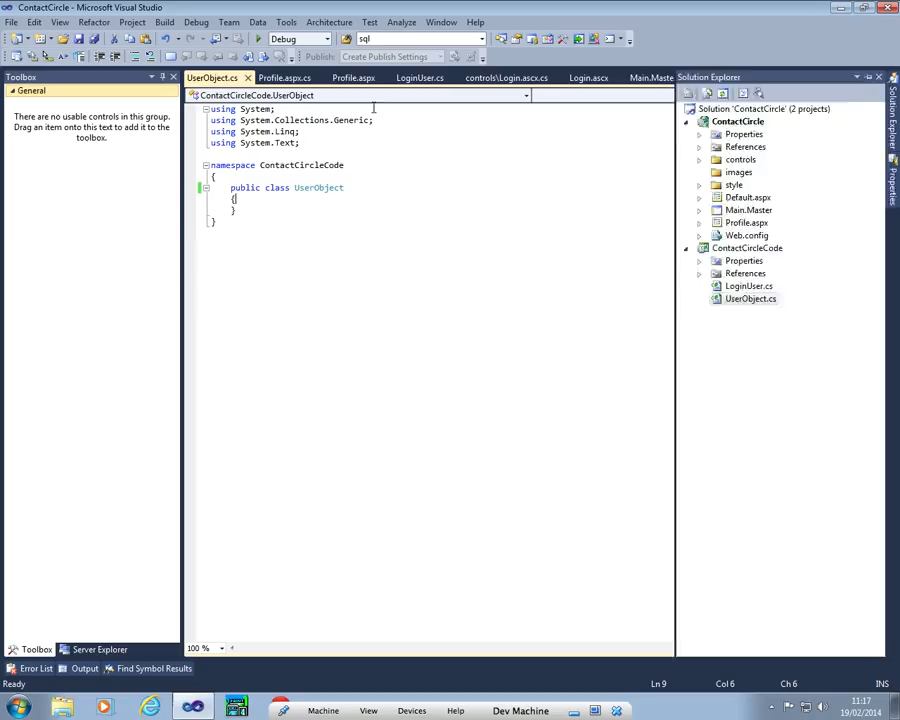 ContactCircle - Microsoft Visual Studio
File Edit View Refactor Project Build Debug Team Data Tools Architecture Test Analyze Window Help
Debug sql
Publish: Create Publish Settings
Toolbox
General
There are no usable controls in this group.
Drag an item onto this text to add it to the
toolbox.
UserObject.cs Profile.aspx.cs Profile.aspx LoginUser.cs controls\Login.ascx.cs Login.ascx Main.Maste
ContactCircleCode.UserObject
using System;
using System.Collections.Generic;
using System.Linq;
using System.Text;
namespace ContactCircleCode
{
public class UserObject
{
}
}
100 %
Solution Explorer
Solution 'ContactCircle' (2 projects)
ContactCircle
Properties
References
controls
images
style
Default.aspx
Main.Master
Profile.aspx
Web.config
ContactCircleCode
Properties
References
LoginUser.cs
UserObject.cs
Server Explorer
Properties
Toolbox Server Explorer
Error List Output Find Symbol Results
Ready Ln 9 Col 6 Ch 6 INS
Machine View Devices Help Dev Machine
11:17
19/02/2014